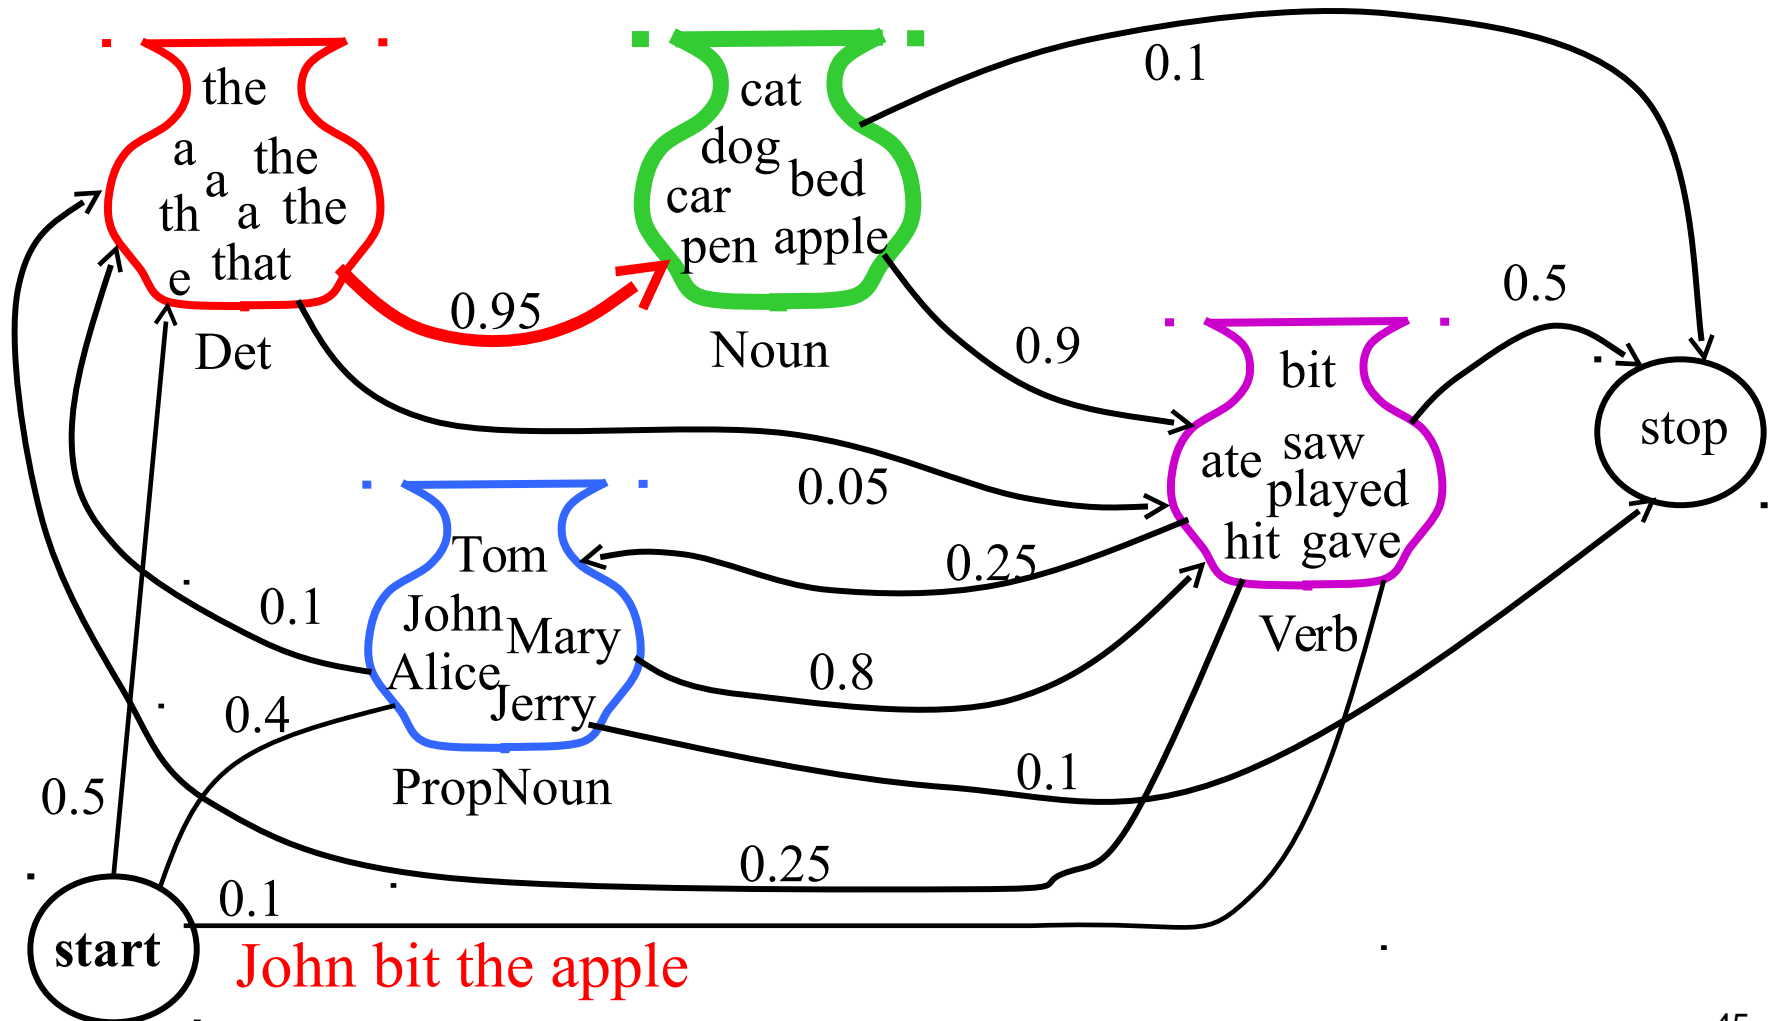 the
a the
a
th a the
e that
Det
0.95
cat
dog
bed
car
pen apple
Noun
0.1
0.9
0.5
bit
saw
ate
played
hit gave
Verb
stop
0.05
0.25
Tom
John
Mary
Alice
Jerry
PropNoun
0.1
0.4
0.8
0.1
0.5
0.25
0.1
start
John bit the apple